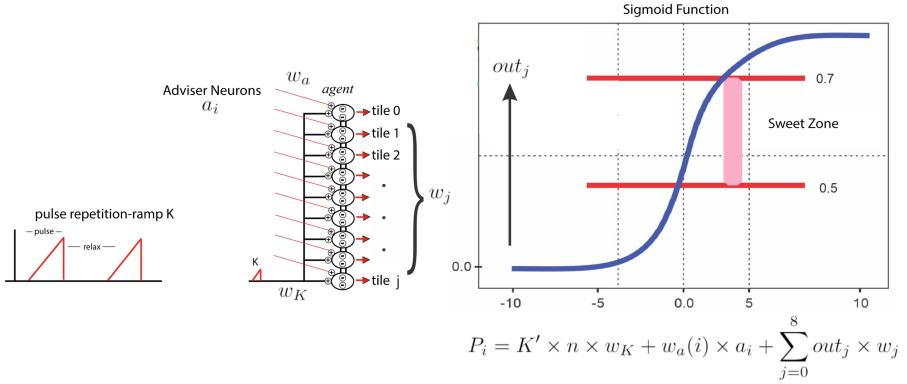 Sigmoid Function
w_a
agent
Adviser Neurons
a_i
tile 0
tile 1
tile 2
.
.
.
.
tile j
w_j
pulse repetition-ramp K
pulse
relax
K
w_K
out_j
0.7
Sweet Zone
0.5
0.0
-10 -5 0.0 5 10
P_i = K' × n × w_K + w_a(i) × a_i + \sum_{j=0}^{8} out_j × w_j